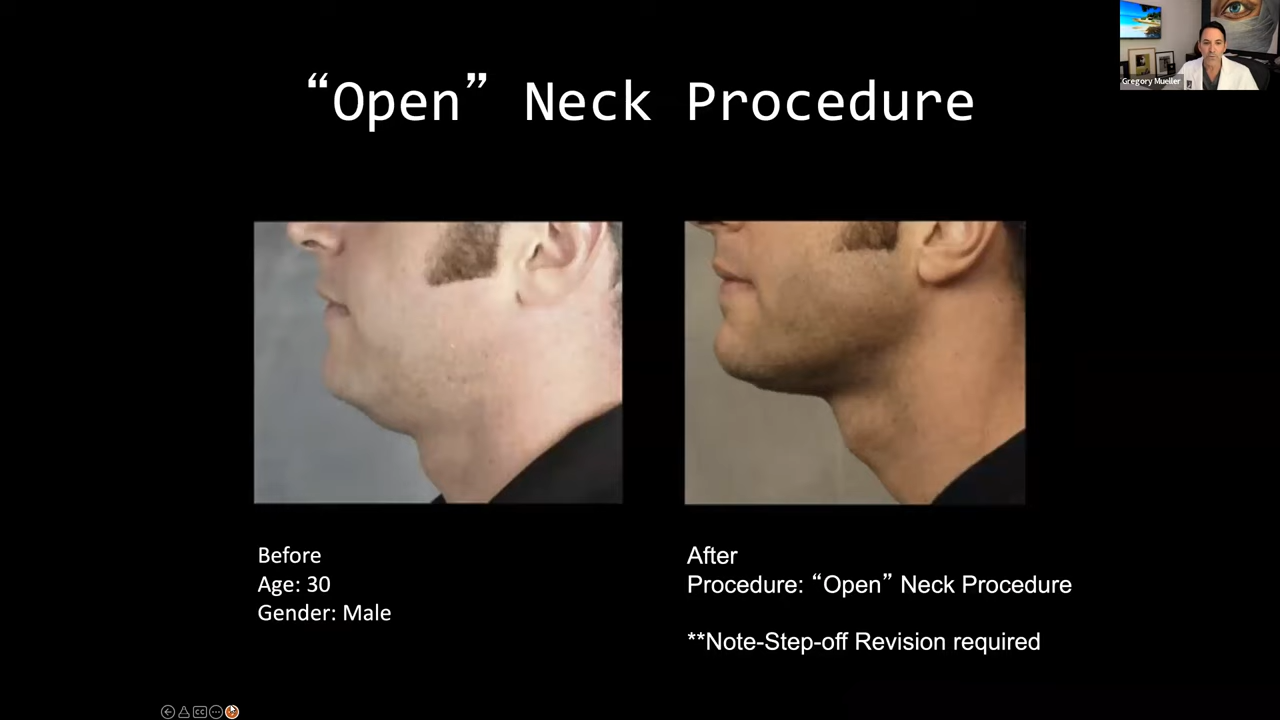 “Open” Neck Procedure
Gregory Mueller
Before
Age: 30
Gender: Male
After
Procedure: “Open” Neck Procedure
**Note-Step-off Revision required
CC